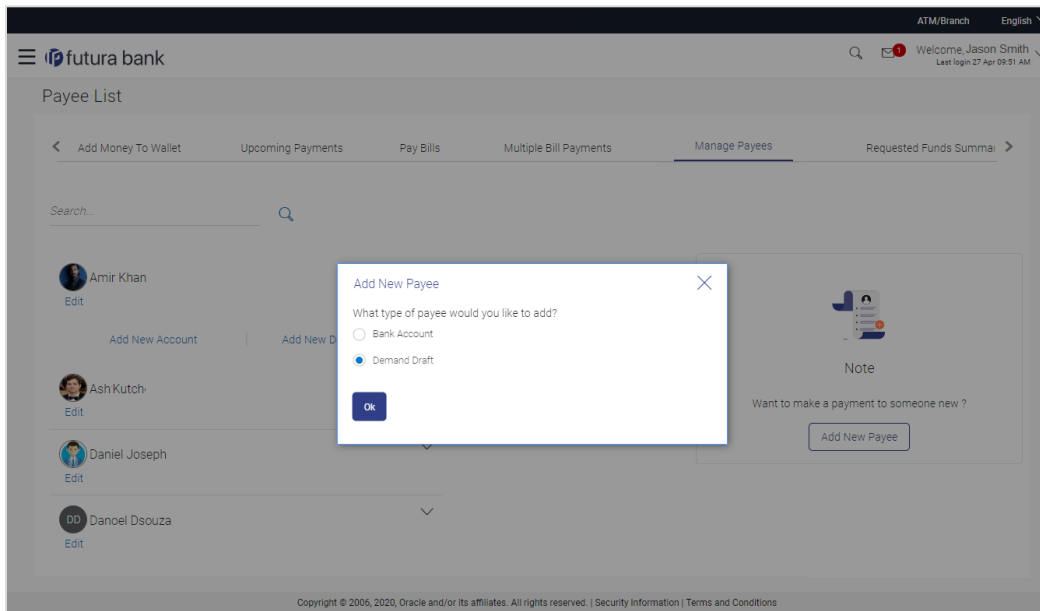 ATM/Branch English
futura bank
1
Welcome, Jason Smith
Last login 27 Apr 09:51 AM
Payee List
Add Money To Wallet Upcoming Payments Pay Bills Multiple Bill Payments Manage Payees Requested Funds Summar
Search...
Amir Khan
Edit
Add New Account Add New D
Ash Kutch
Edit
Daniel Joseph
Edit
DD Danoel Dsouza
Edit
Add New Payee
What type of payee would you like to add?
Bank Account
Demand Draft
Ok
Note
Want to make a payment to someone new ?
Add New Payee
Copyright © 2006, 2020, Oracle and/or its affiliates. All rights reserved. | Security Information | Terms and Conditions